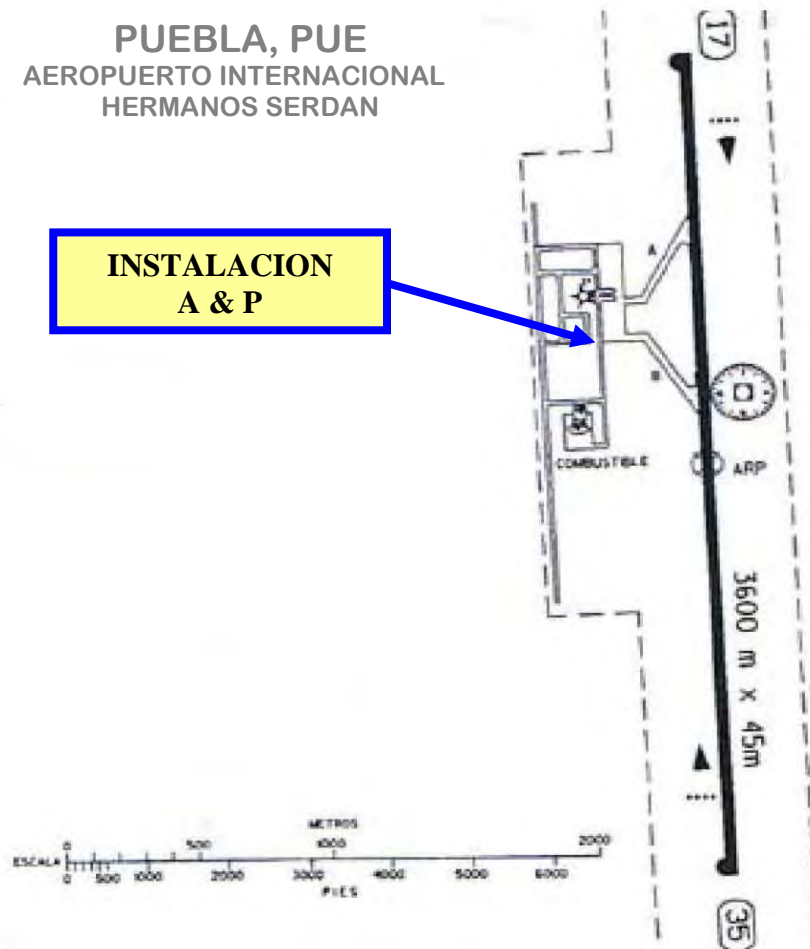 PUEBLA, PUE
AEROPUERTO INTERNACIONAL
HERMANOS SERDAN
17
INSTALACION
A & P
A
B
COMBUSTIBLE
ARP
3600 m x 45m
METROS
0 500 1000 2000
ESCALA
0 500 1000 2000 3000 4000 5000 6000
PIES
35